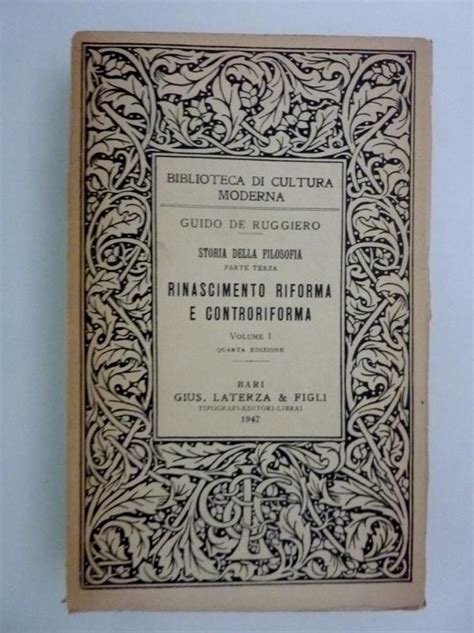 BIBLIOTECA DI CULTURA
MODERNA
GUIDO DE RUGGIERO
STORIA DELLA FILOSOFIA
PARTE TERZA
RINASCIMENTO RIFORMA
E CONTRORIFORMA
VOLUME I
QUARTA EDIZIONE
BARI
GIUS. LATERZA & FIGLI
TIPOGRAFI-EDITORI-LIBRAI
1947